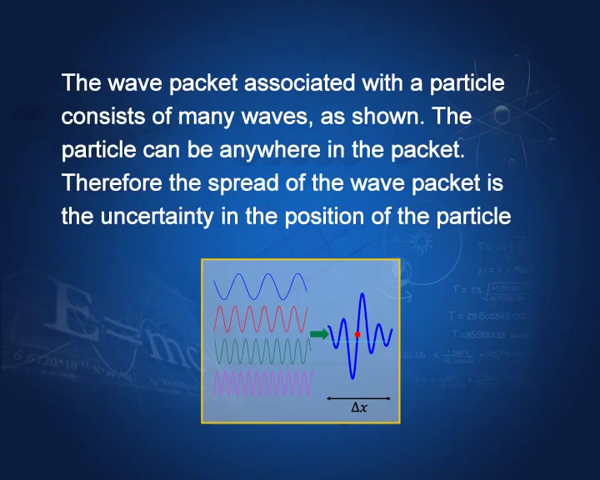 The wave packet associated with a particle
consists of many waves, as shown. The
particle can be anywhere in the packet.
Therefore the spread of the wave packet is
the uncertainty in the position of the particle
Δx
E=mc